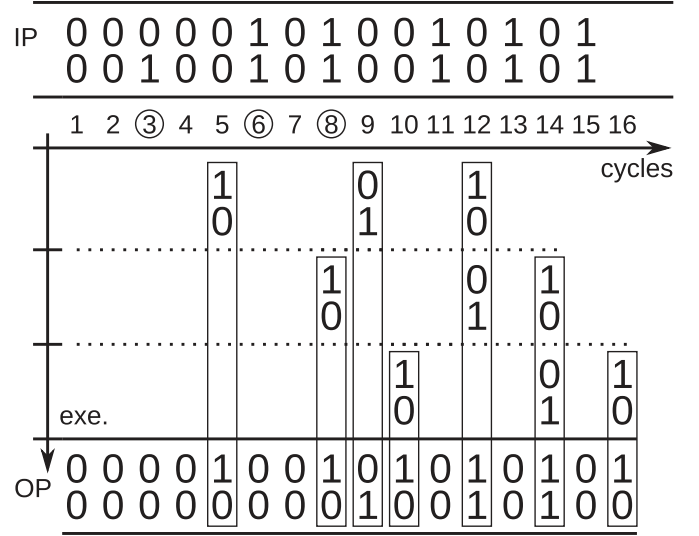 IP
0 0 0 0 0 1 0 1 0 0 1 0 1 0 1
0 0 1 0 0 1 0 1 0 0 1 0 1 0 1
1 2 ③ 4 5 ⑥ 7 ⑧ 9 10 11 12 13 14 15 16
cycles
1 0 1
0 1 0
1 0 1
0 1 0
1 0 1
exe. 0 1 0
OP
0 0 0 0 1 0 0 1 0 1 0 1 0 1 0 1
0 0 0 0 0 0 0 0 1 0 0 1 0 1 0 0